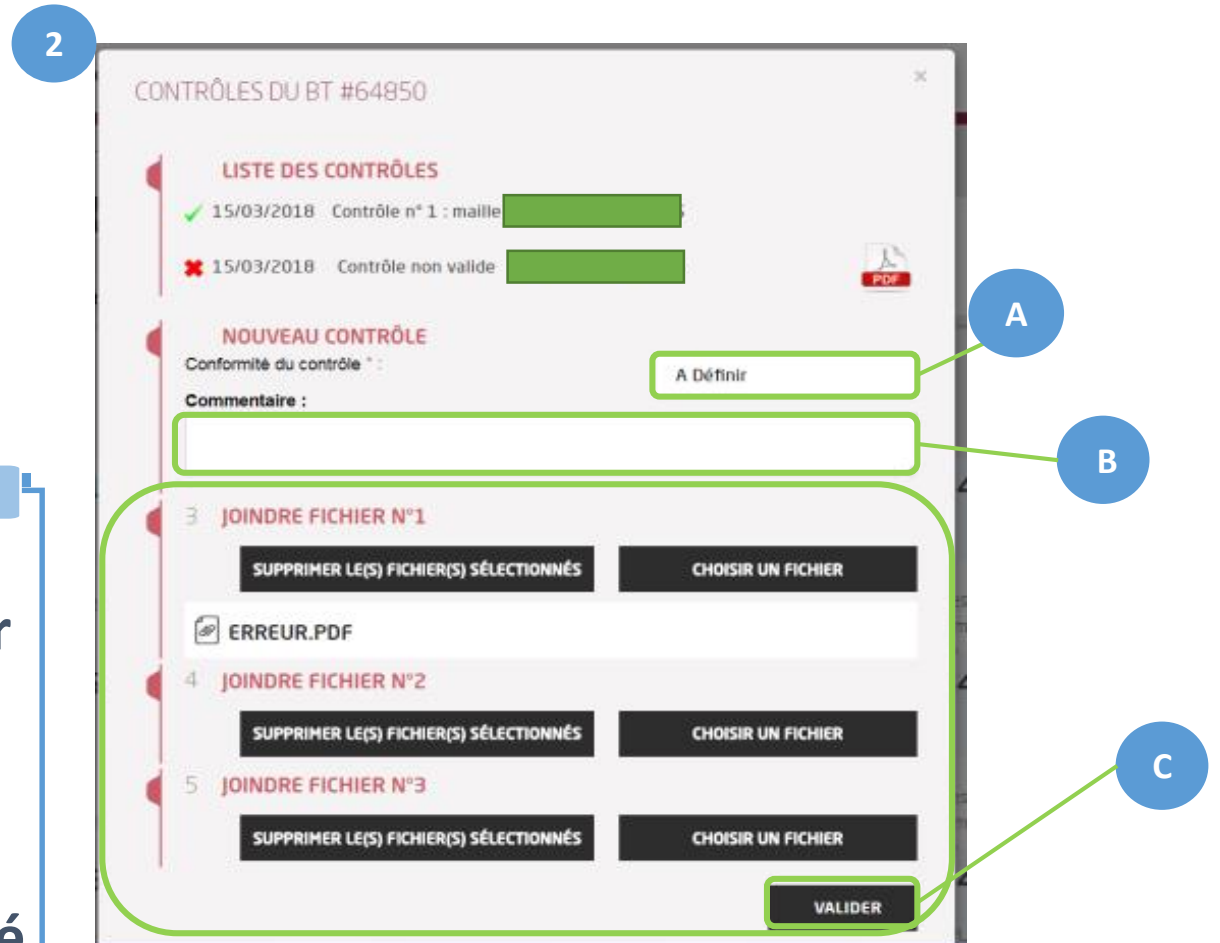 2
CONTRÔLES DU BT #64850
×
LISTE DES CONTRÔLES
15/03/2018 Contrôle n° 1 : maille
15/03/2018 Contrôle non valide
PDF
A
NOUVEAU CONTRÔLE
Conformité du contrôle * :
A Définir
Commentaire :
B
3 JOINDRE FICHIER N°1
SUPPRIMER LE(S) FICHIER(S) SÉLECTIONNÉS CHOISIR UN FICHIER
r
ERREUR.PDF
4 JOINDRE FICHIER N°2
SUPPRIMER LE(S) FICHIER(S) SÉLECTIONNÉS CHOISIR UN FICHIER
C
5 JOINDRE FICHIER N°3
SUPPRIMER LE(S) FICHIER(S) SÉLECTIONNÉS CHOISIR UN FICHIER
VALIDER
é